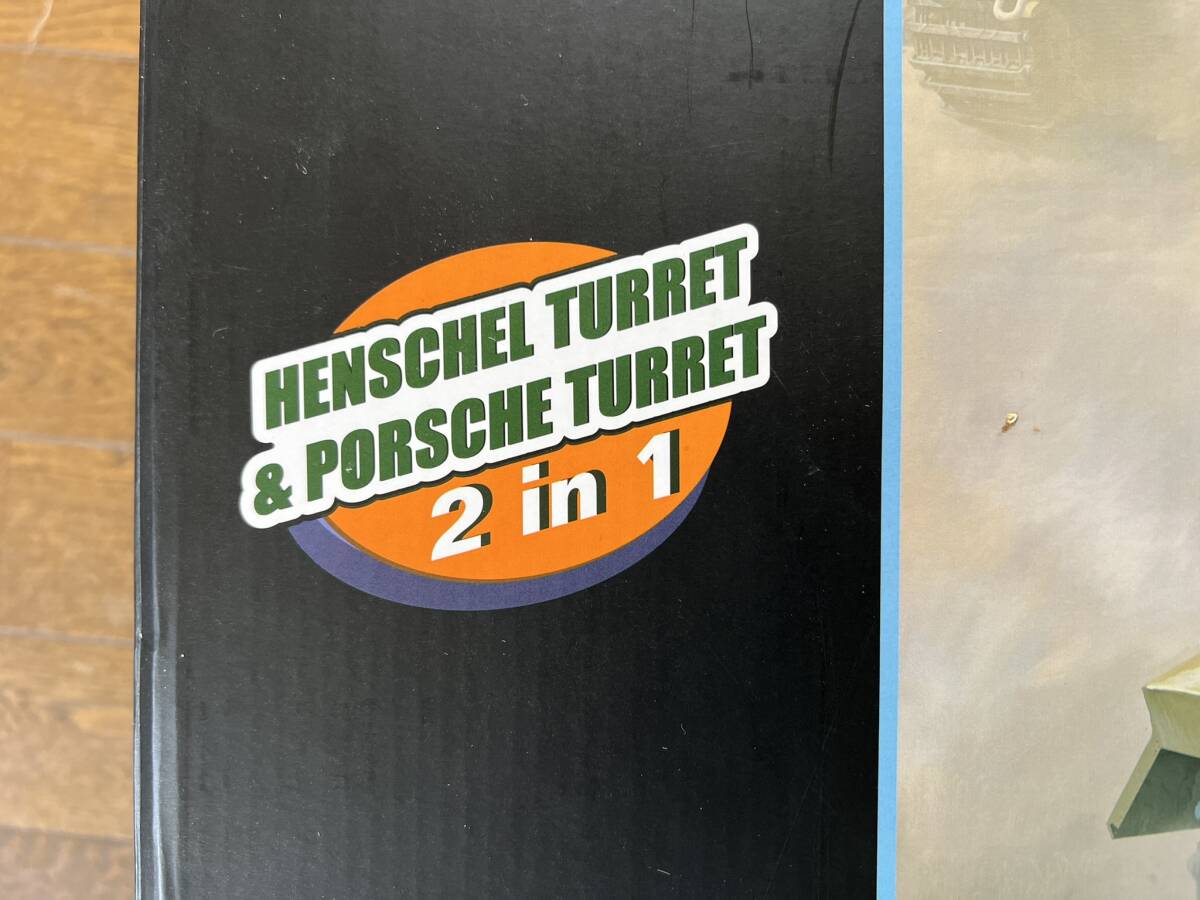 HENSCHEL TURRET
& PORSCHE TURRET
2 in 1